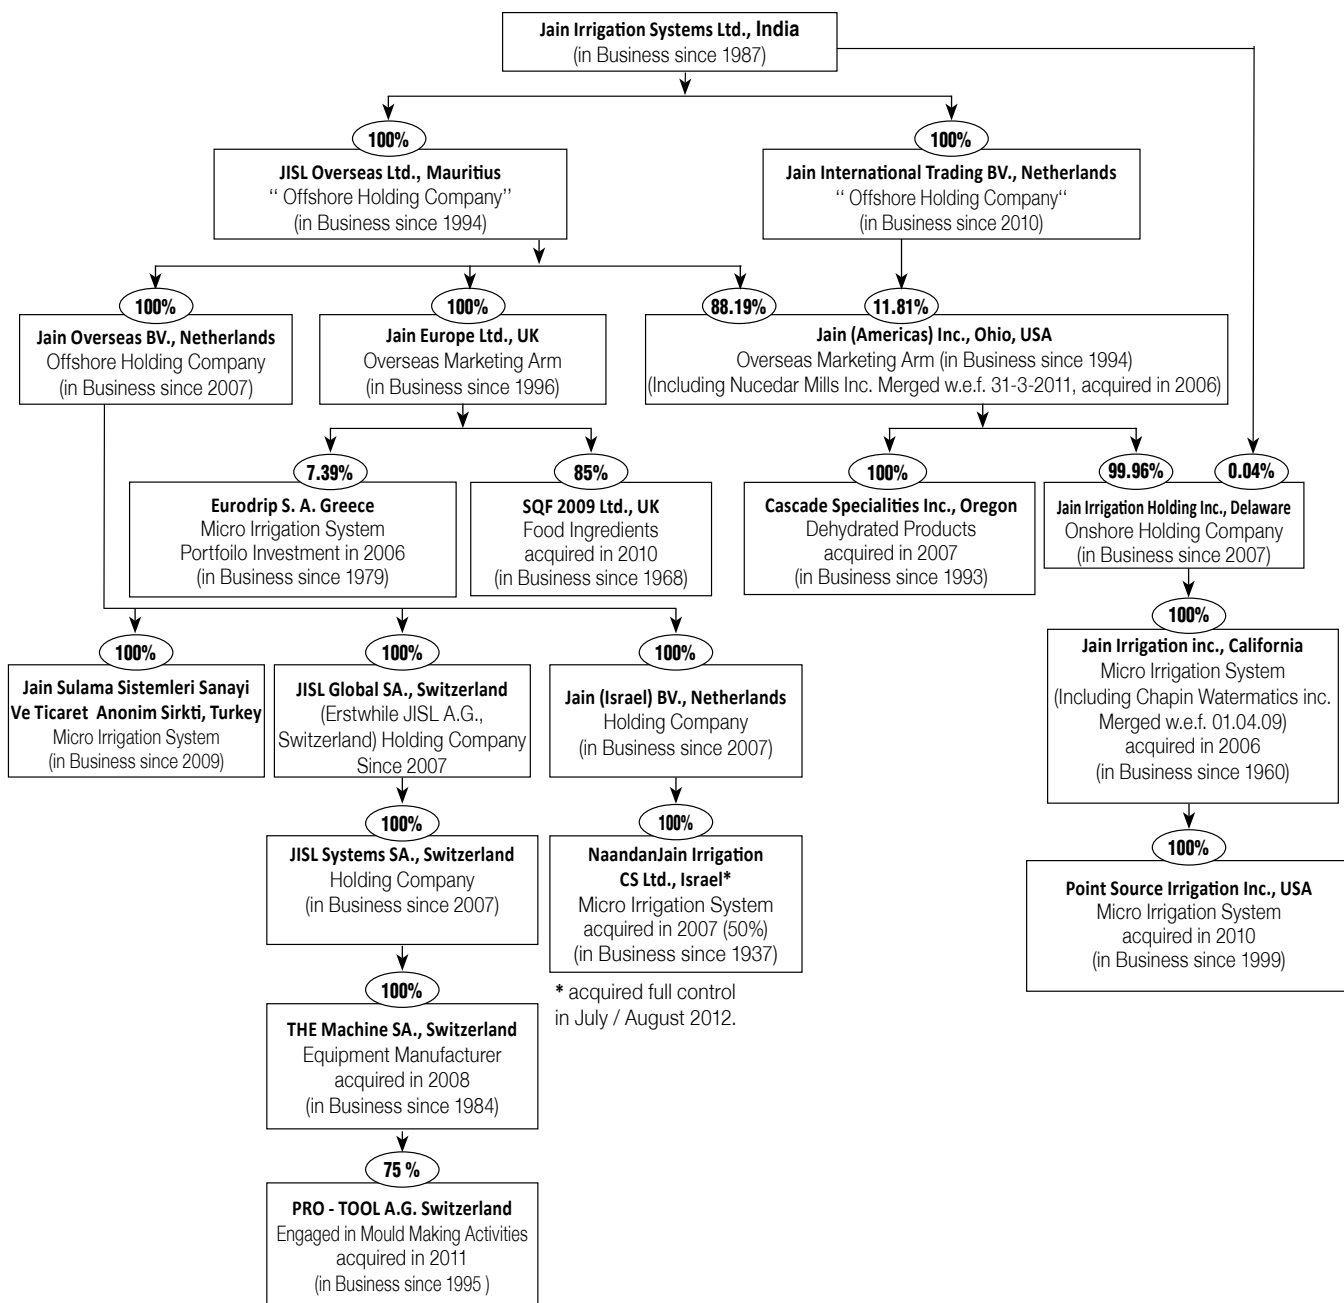 Jain Irrigation Systems Ltd., India
(in Business since 1987)
100%
JISL Overseas Ltd., Mauritius
‘‘ Offshore Holding Company’’
(in Business since 1994)
100%
Jain International Trading BV., Netherlands
‘‘ Offshore Holding Company‘‘
(in Business since 2010)
100%
Jain Overseas BV., Netherlands
Offshore Holding Company
(in Business since 2007)
100%
Jain Europe Ltd., UK
Overseas Marketing Arm
(in Business since 1996)
88.19%
11.81%
Jain (Americas) Inc., Ohio, USA
Overseas Marketing Arm (in Business since 1994)
(Including Nucedar Mills Inc. Merged w.e.f. 31-3-2011, acquired in 2006)
7.39%
Eurodrip S. A. Greece
Micro Irrigation System
Portfoilo Investment in 2006
(in Business since 1979)
85%
SQF 2009 Ltd., UK
Food Ingredients
acquired in 2010
(in Business since 1968)
100%
Cascade Specialities Inc., Oregon
Dehydrated Products
acquired in 2007
(in Business since 1993)
99.96%
0.04%
Jain Irrigation Holding Inc., Delaware
Onshore Holding Company
(in Business since 2007)
100%
Jain Sulama Sistemleri Sanayi
Ve Ticaret Anonim Sirkti, Turkey
Micro Irrigation System
(in Business since 2009)
100%
JISL Global SA., Switzerland
(Erstwhile JISL A.G.,
Switzerland) Holding Company
Since 2007
100%
Jain (Israel) BV., Netherlands
Holding Company
(in Business since 2007)
100%
Jain Irrigation inc., California
Micro Irrigation System
(Including Chapin Watermatics inc.
Merged w.e.f. 01.04.09)
acquired in 2006
(in Business since 1960)
100%
JISL Systems SA., Switzerland
Holding Company
(in Business since 2007)
100%
NaandanJain Irrigation
CS Ltd., Israel*
Micro Irrigation System
acquired in 2007 (50%)
(in Business since 1937)
* acquired full control
in July / August 2012.
100%
Point Source Irrigation Inc., USA
Micro Irrigation System
acquired in 2010
(in Business since 1999)
100%
THE Machine SA., Switzerland
Equipment Manufacturer
acquired in 2008
(in Business since 1984)
75 %
PRO - TOOL A.G. Switzerland
Engaged in Mould Making Activities
acquired in 2011
(in Business since 1995 )